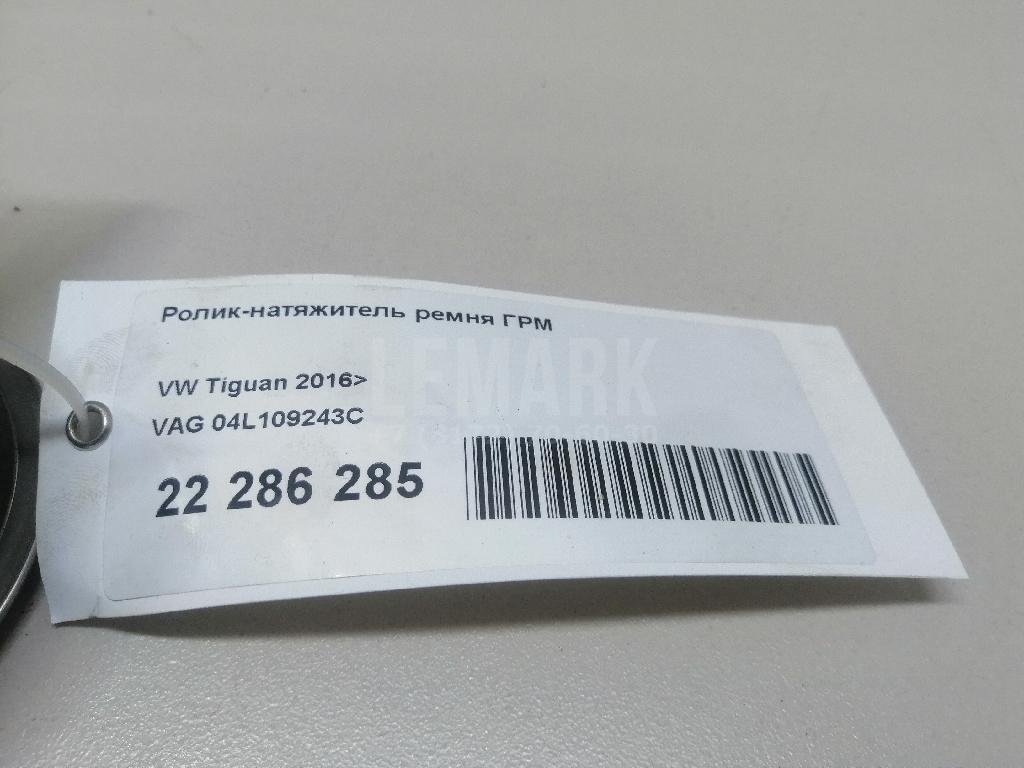 Ролик-натяжитель ремня ГРМ
LEMARK
VW Tiguan 2016>
VAG 04L109243C
22 286 285